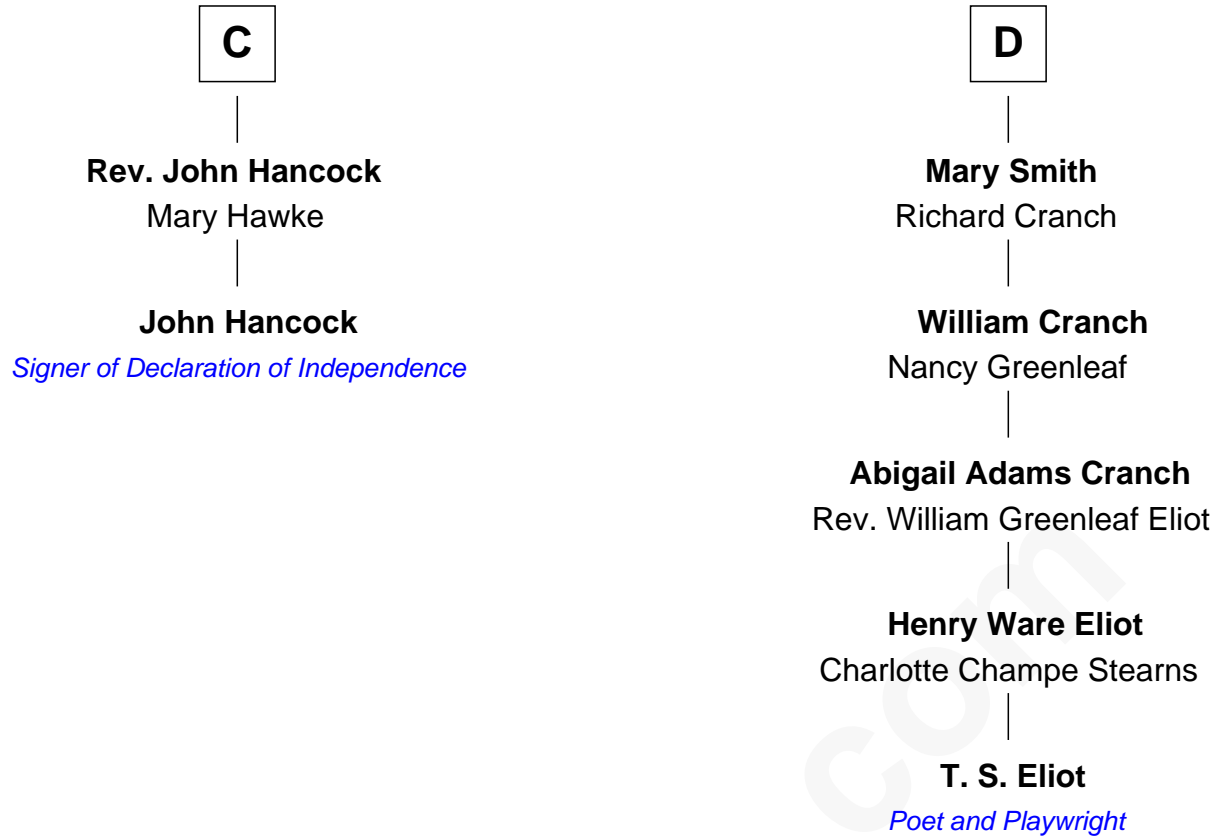 C
Rev. John Hancock
Mary Hawke
John Hancock
Signer of Declaration of Independence
D
Mary Smith
Richard Cranch
William Cranch
Nancy Greenleaf
Abigail Adams Cranch
Rev. William Greenleaf Eliot
Henry Ware Eliot
Charlotte Champe Stearns
T. S. Eliot
Poet and Playwright
com